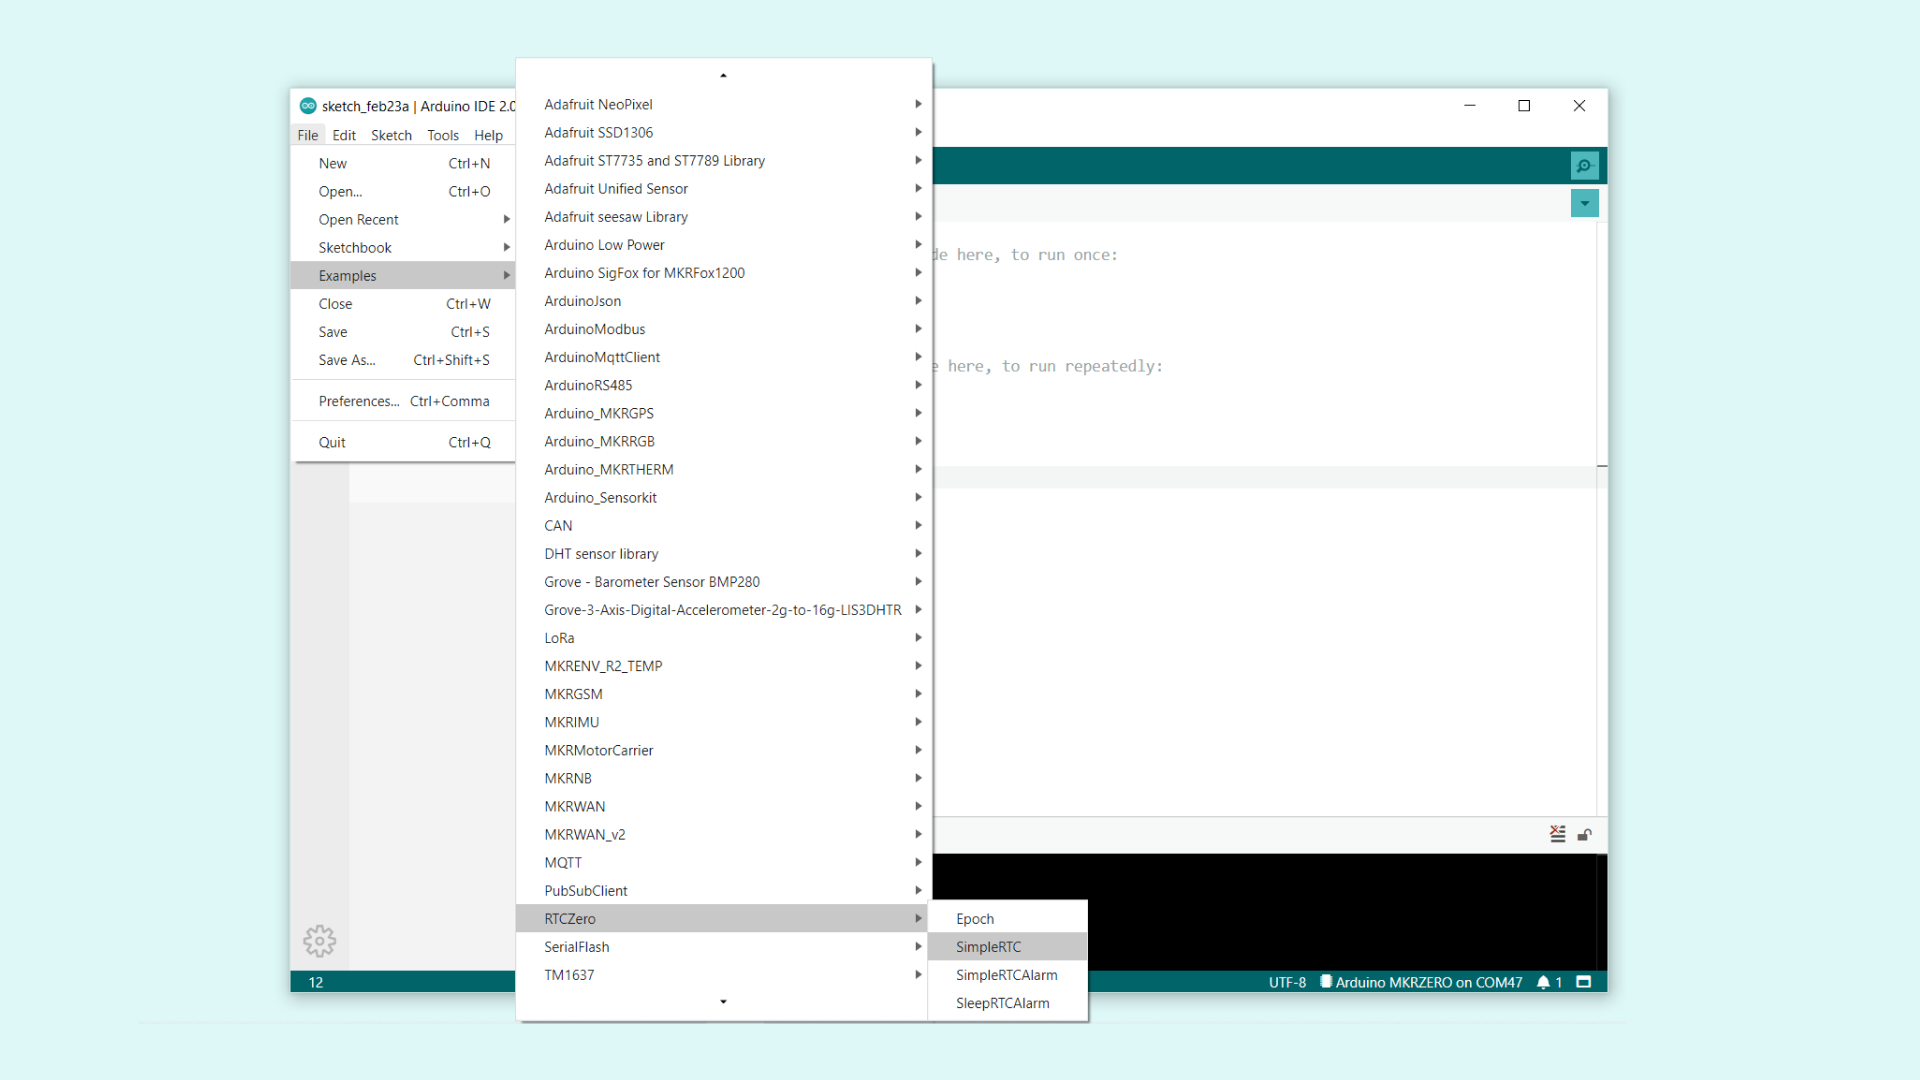 sketch_feb23a | Arduino IDE 2.0
File Edit Sketch Tools Help
New Ctrl+N
Open... Ctrl+O
Open Recent
Sketchbook
Examples
Close Ctrl+W
Save Ctrl+S
Save As... Ctrl+Shift+S
Preferences... Ctrl+Comma
Quit Ctrl+Q
Adafruit NeoPixel
Adafruit SSD1306
Adafruit ST7735 and ST7789 Library
Adafruit Unified Sensor
Adafruit seesaw Library
Arduino Low Power
Arduino SigFox for MKRFox1200
ArduinoJson
ArduinoModbus
ArduinoMqttClient
ArduinoRS485
Arduino_MKRGPS
Arduino_MKRRGB
Arduino_MKRTHERM
Arduino_Sensorkit
CAN
DHT sensor library
Grove - Barometer Sensor BMP280
Grove-3-Axis-Digital-Accelerometer-2g-to-16g-LIS3DHTR
LoRa
MKRENV_R2_TEMP
MKRGSM
MKRIMU
MKRMotorCarrier
MKRNB
MKRWAN
MKRWAN_v2
MQTT
PubSubClient
RTCZero
SerialFlash
TM1637
Epoch
SimpleRTC
SimpleRTCAlarm
SleepRTCAlarm
de here, to run once:
e here, to run repeatedly:
12
UTF-8 Arduino MKRZERO on COM47 1